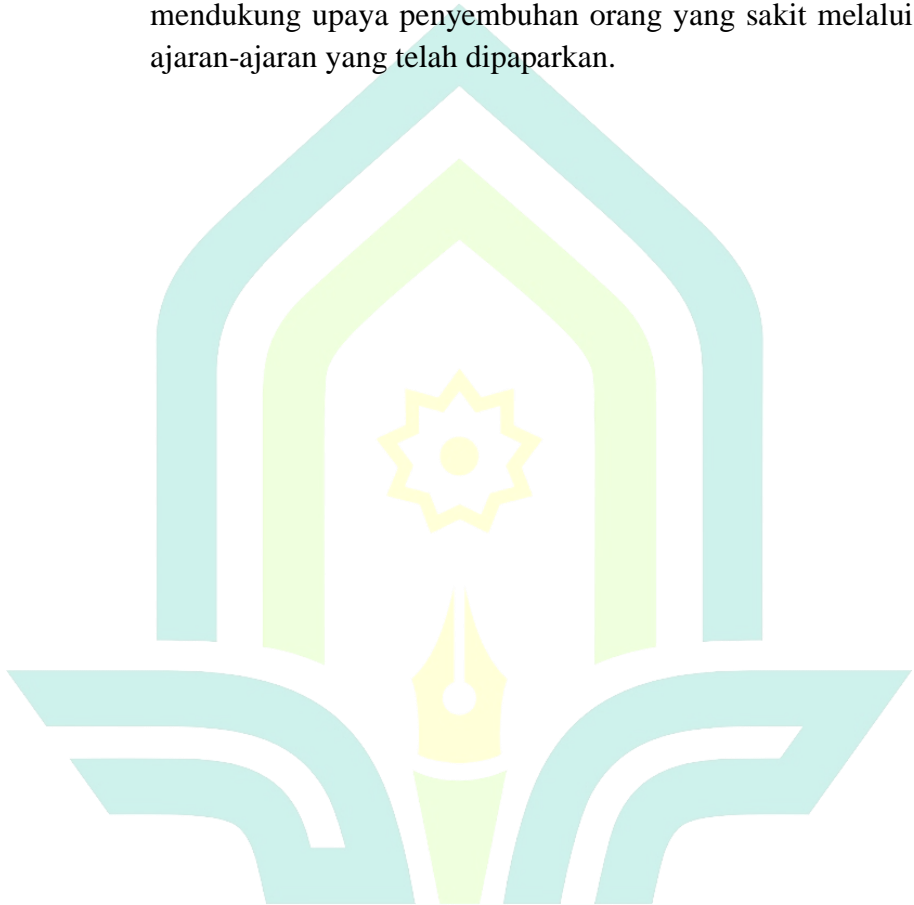 mendukung upaya penyembuhan orang yang sakit melalui
ajaran-ajaran yang telah dipaparkan.